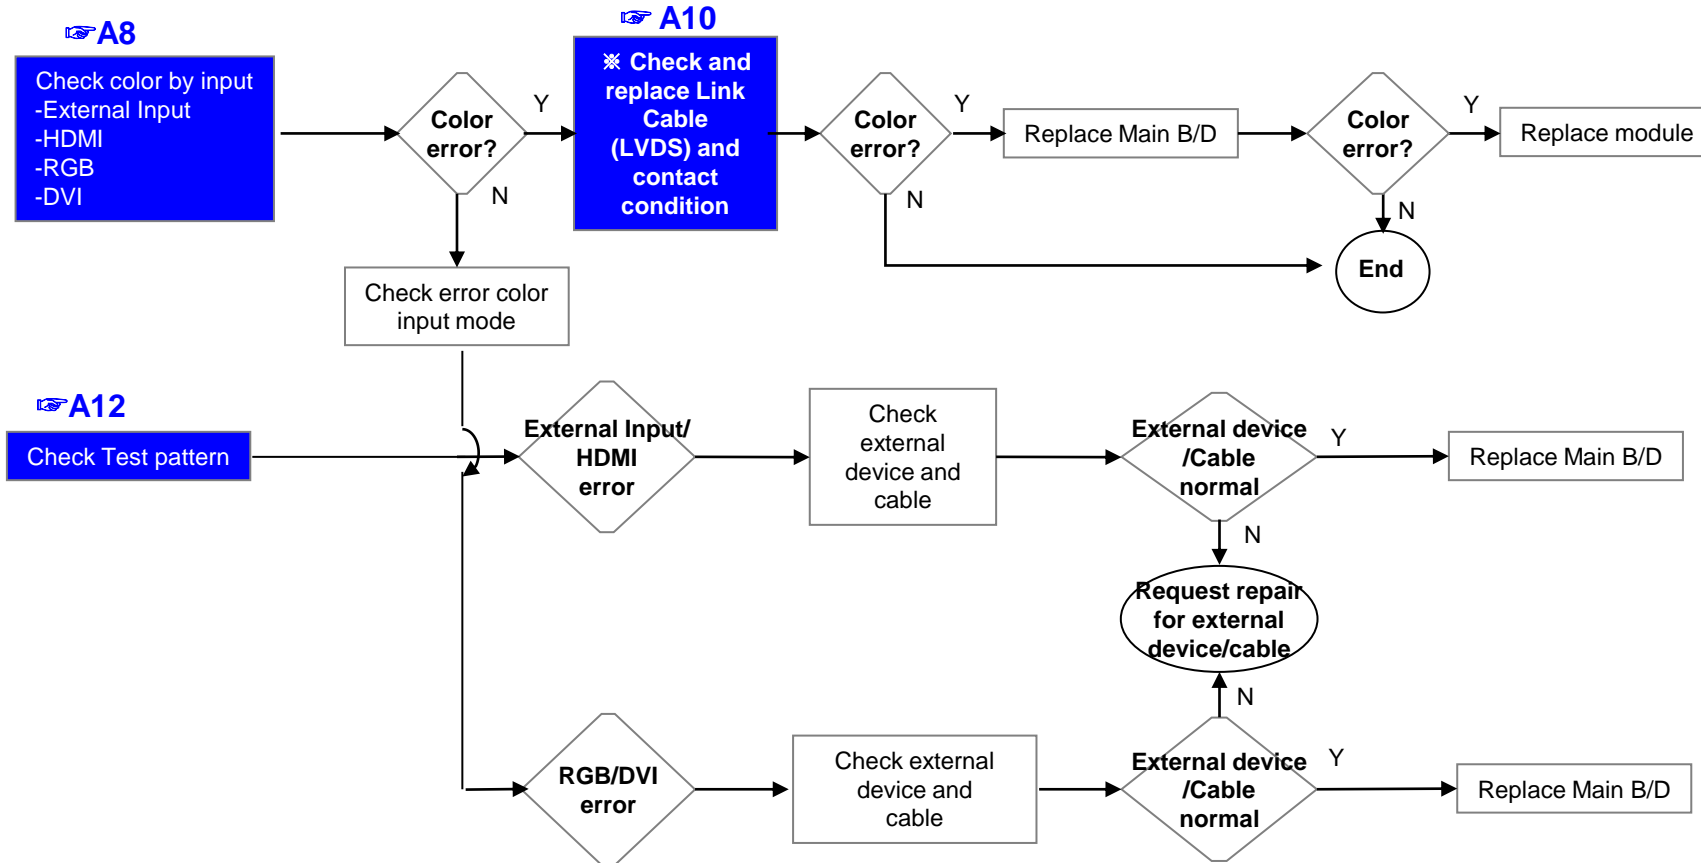 ☞A8
Check color by input
-External Input
-HDMI
-RGB
-DVI
Color
error?
Y
N
☞ A10
※ Check and
replace Link
Cable
(LVDS) and
contact
condition
Color
error?
Y
N
Replace Main B/D
Color
error?
Y
N
Replace module
End
Check error color
input mode
☞A12
Check Test pattern
External Input/
HDMI
error
Check
external
device and
cable
External device
/Cable
normal
Y
N
Replace Main B/D
Request repair
for external
device/cable
RGB/DVI
error
Check external
device and
cable
N
External device
/Cable
normal
Y
Replace Main B/D